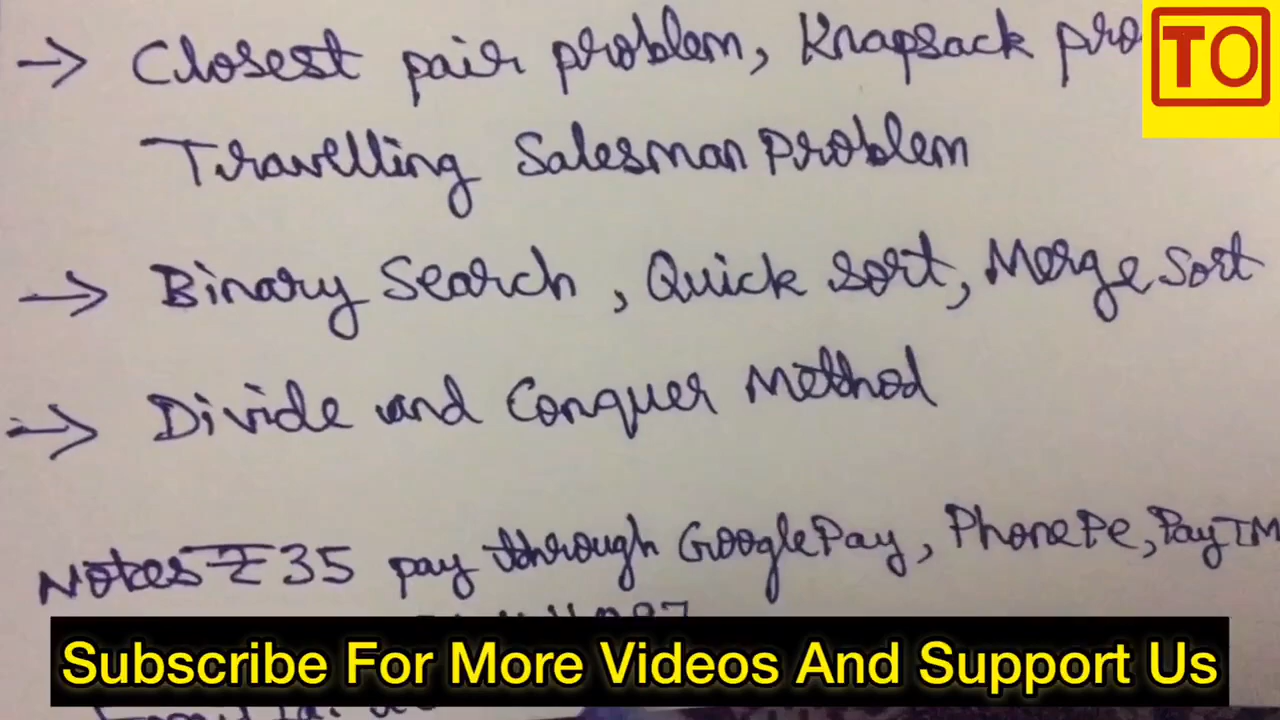 → Closest pair problem, Knapsack pro
TO
Travelling Salesman Problem
→ Binary Search, Quick Sort, Merge Sort
→ Divide and Conquer Method
Notes ₹35 pay through GooglePay, PhonePe, PayTM
Subscribe For More Videos And Support Us